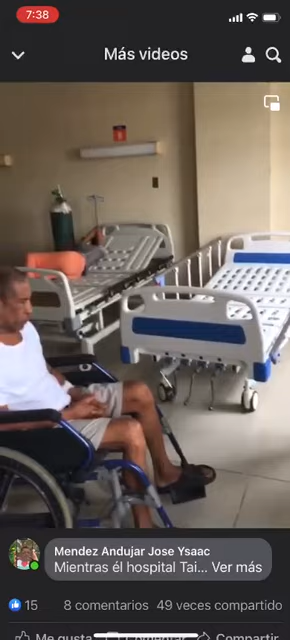 7:38
Más videos
Mendez Andujar Jose Ysaac
Mientras él hospital Tai... Ver más
15
8 comentarios 49 veces compartido
Me gusta Comentar Compartir